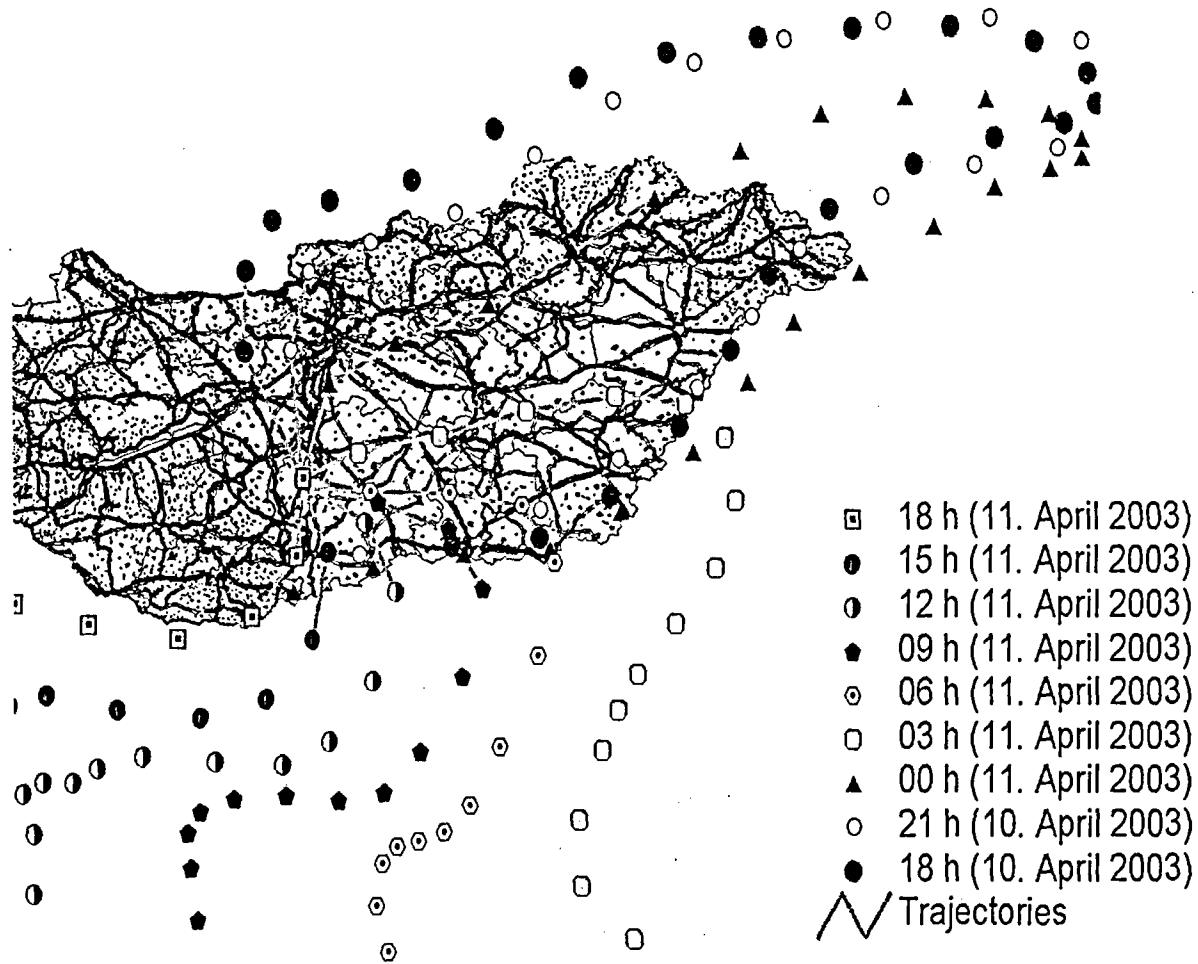 18 h (11. April 2003)
15 h (11. April 2003)
12 h (11. April 2003)
09 h (11. April 2003)
06 h (11. April 2003)
03 h (11. April 2003)
00 h (11. April 2003)
21 h (10. April 2003)
18 h (10. April 2003)
Trajectories